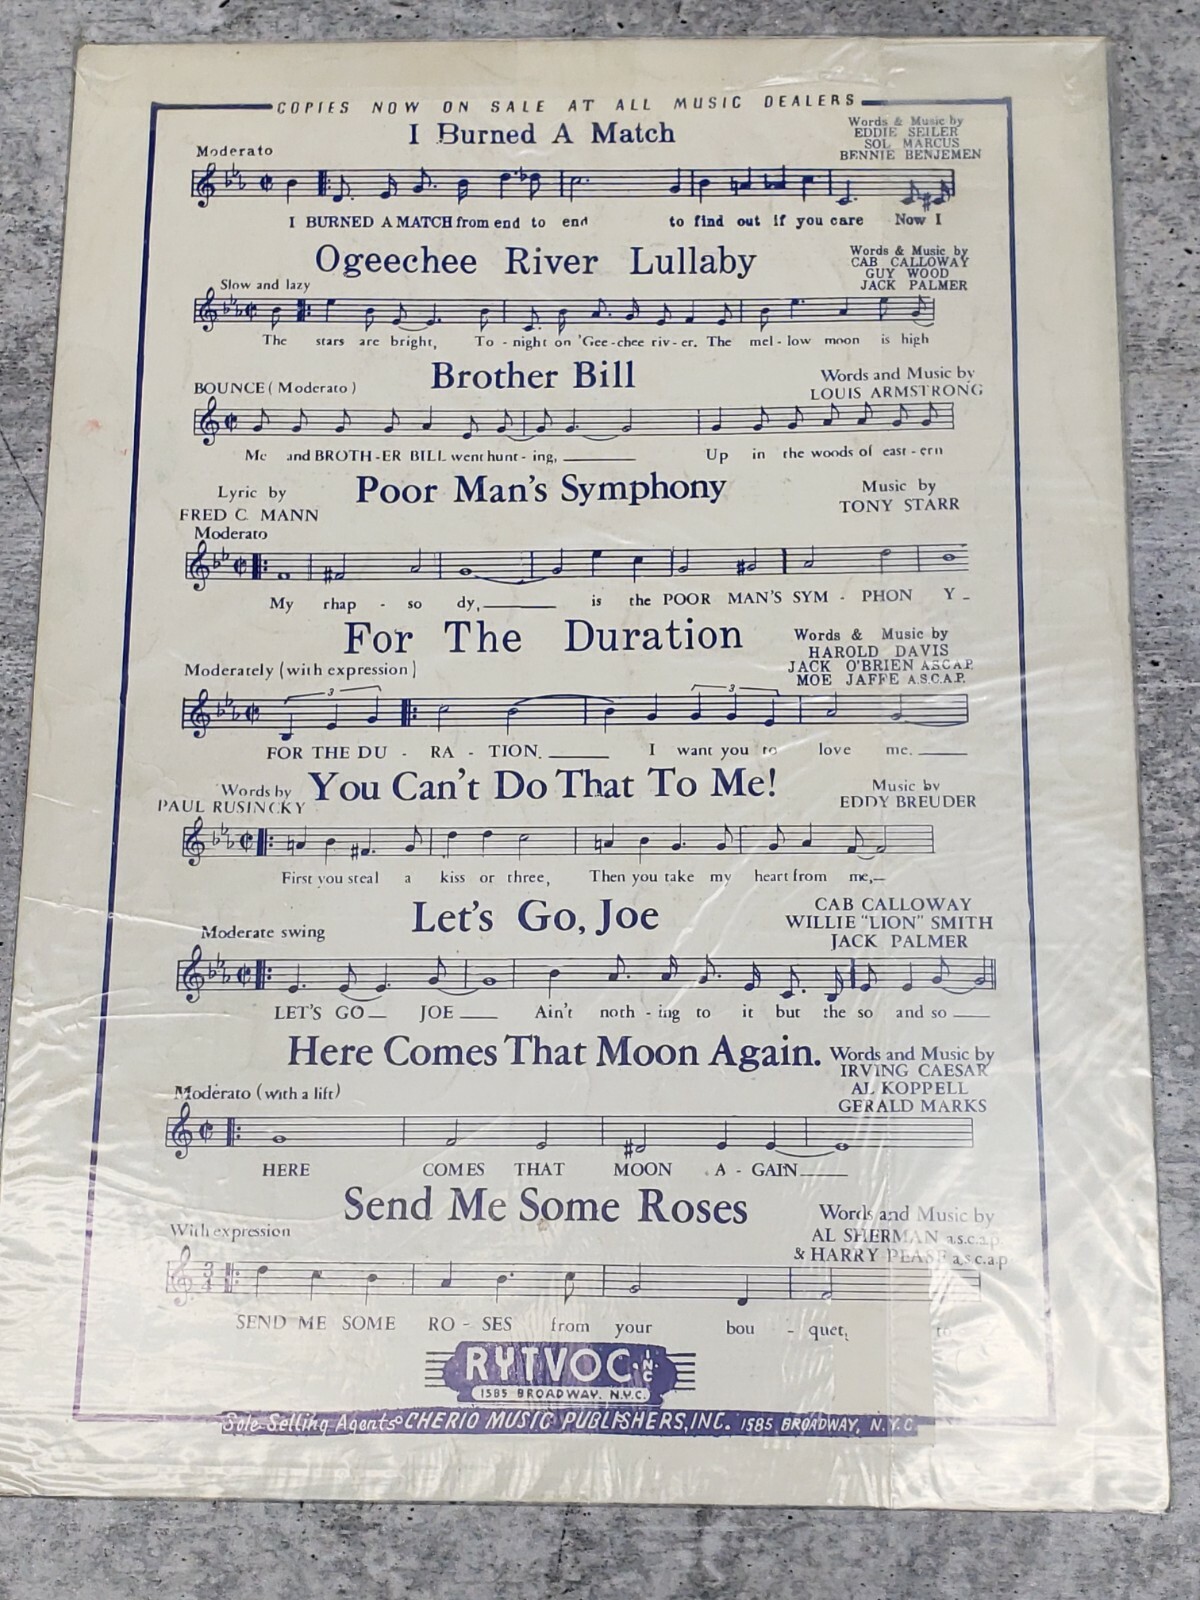 COPIES NOW ON SALE AT ALL MUSIC DEALERS
I Burned A Match
Words & Music by
EDDIE SEILER
SOL MARCUS
BENNIE BENJEMEN
Moderato
I BURNED A MATCH from end to end to find out if you care Now I
Ogeechee River Lullaby
Words & Music by
CAB CALLOWAY
GUY WOOD
JACK PALMER
Slow and lazy
The stars are bright, To - night on 'Gee - chee riv - er. The mel - low moon is high
Brother Bill
Words and Music by
LOUIS ARMSTRONG
BOUNCE (Moderato)
Me and BROTH - ER BILL went hunt - ing, Up in the woods of east - ern
Lyric by
FRED C. MANN
Poor Man's Symphony
Music by
TONY STARR
Moderato
My rhap - so dy, is the POOR MAN'S SYM - PHON Y -
For The Duration
Words & Music by
HAROLD DAVIS
JACK O'BRIEN A.S.C.A.P.
MOE JAFFE A.S.C.A.P.
Moderately (with expression)
3 3
FOR THE DU - RA - TION. I want you to love me.
Words by
PAUL RUSINCKY
You Can't Do That To Me!
Music by
EDDY BREUDER
First you steal a kiss or three, Then you take my heart from me,
Let's Go, Joe
CAB CALLOWAY
WILLIE "LION" SMITH
JACK PALMER
Moderate swing
LET'S GO JOE Ain't noth - ing to it but the so and so
Here Comes That Moon Again.
Words and Music by
IRVING CAESAR
AL KOPPELL
GERALD MARKS
Moderato (with a lift)
HERE COMES THAT MOON A - GAIN
Send Me Some Roses
Words and Music by
AL SHERMAN a.s.c.a.p.
& HARRY PEASE a.s.c.a.p
With expression
3
4
SEND ME SOME RO - SES from your bou - quet,
RYTVOC INC
1585 BROADWAY, N.Y.C.
Sole Selling Agents CHERIO MUSIC PUBLISHERS, INC. 1585 BROADWAY, N.Y.C.